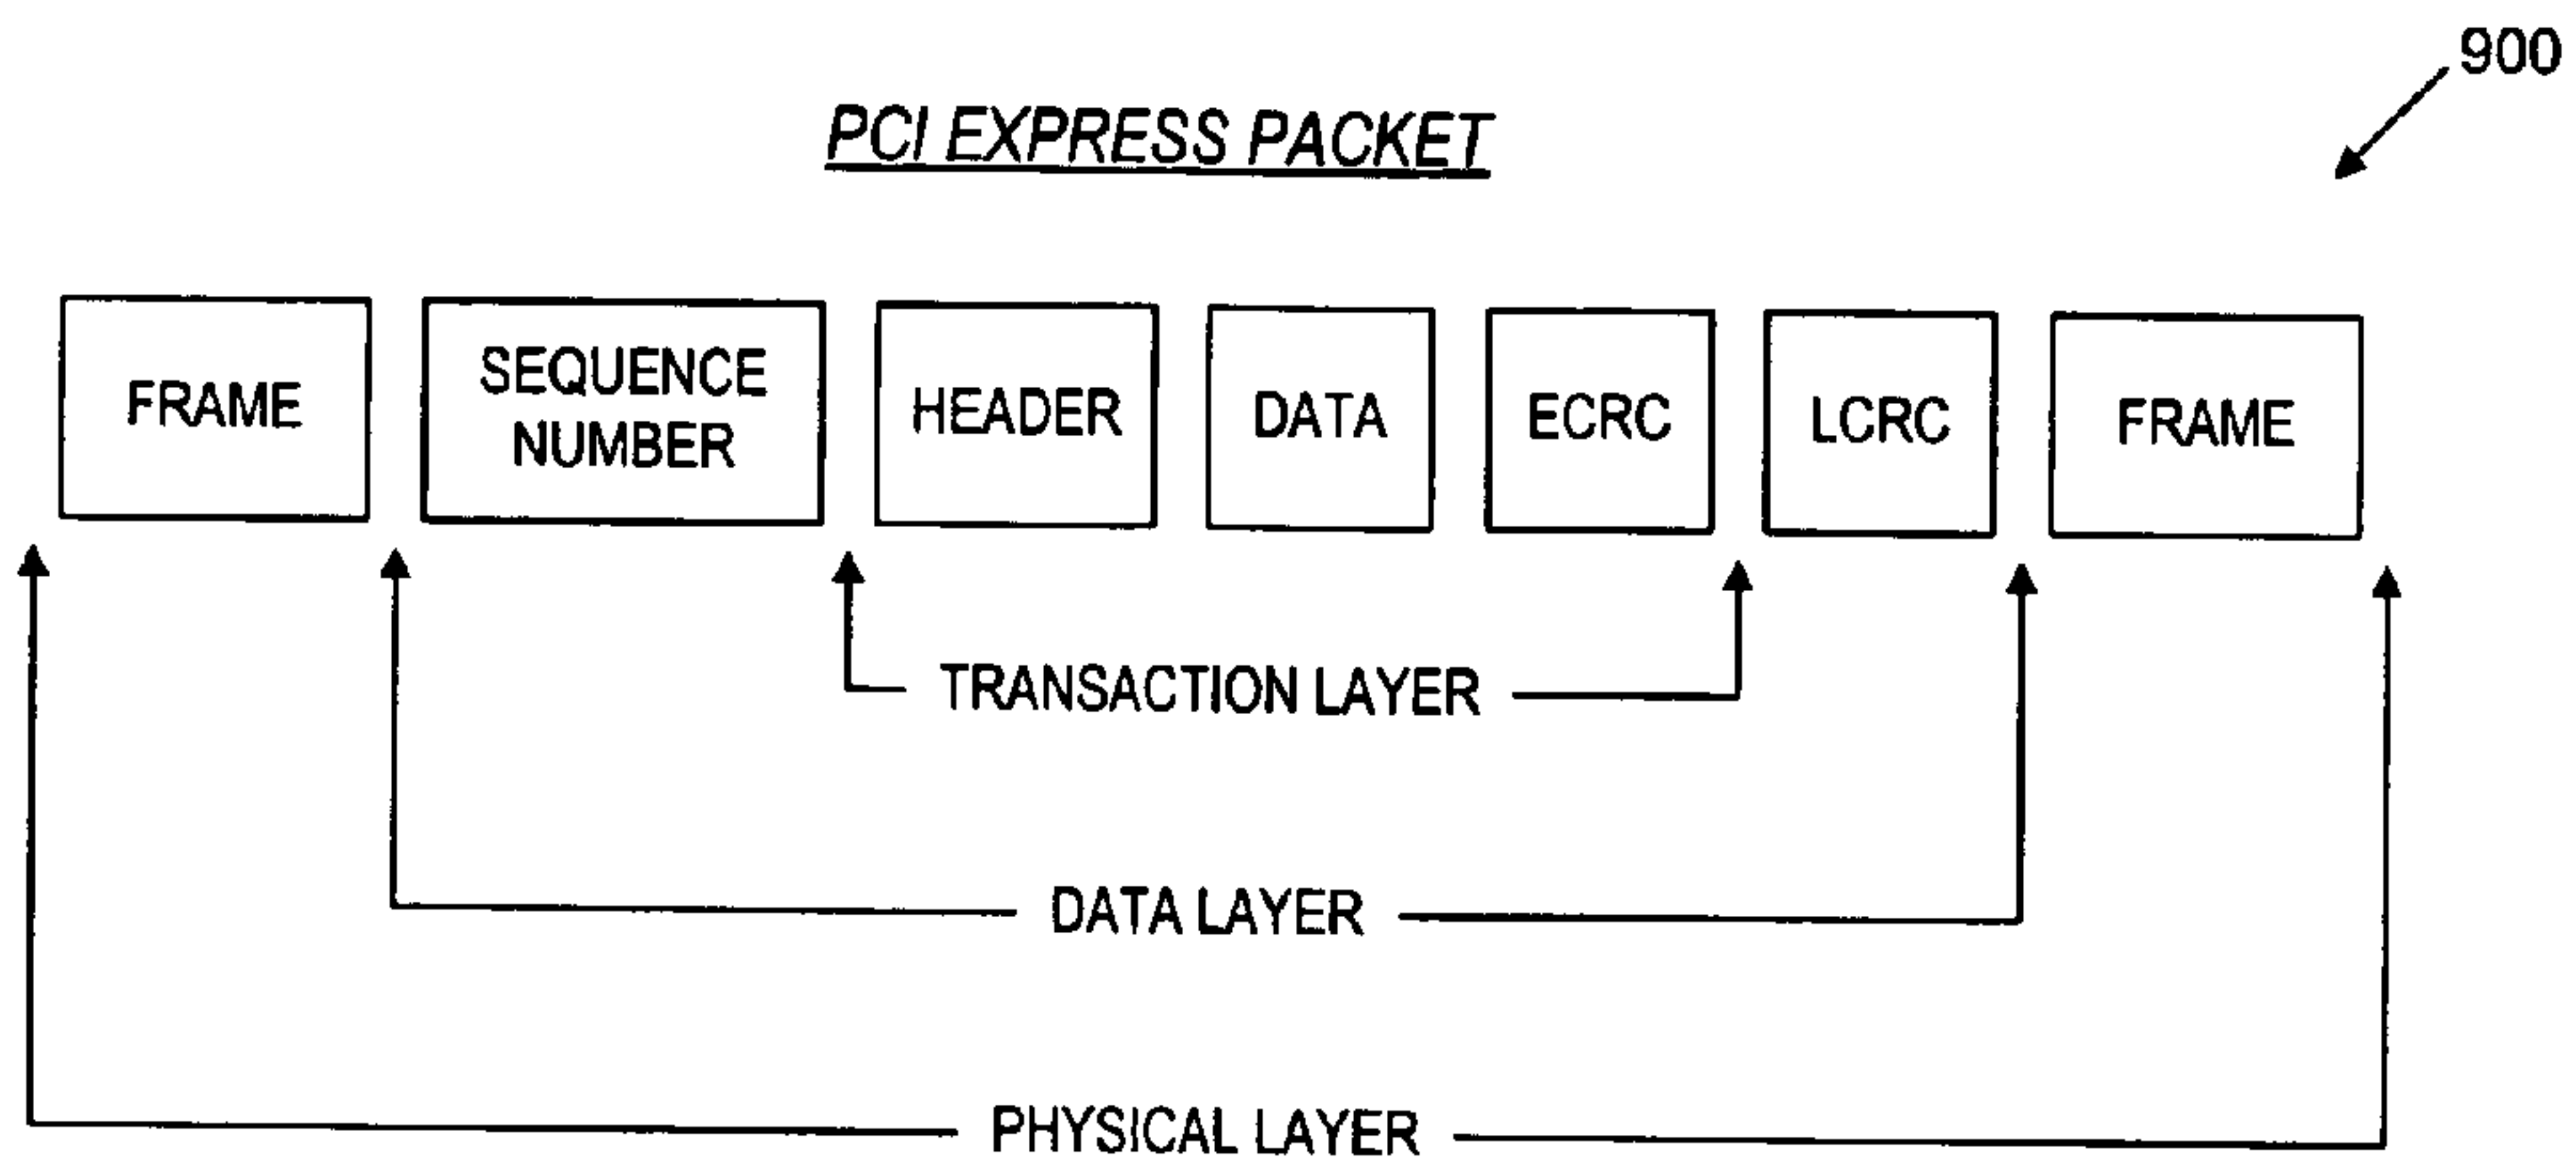 900
PCI EXPRESS PACKET
FRAME
SEQUENCE
NUMBER
HEADER
DATA
ECRC
LCRC
FRAME
TRANSACTION LAYER
DATA LAYER
PHYSICAL LAYER